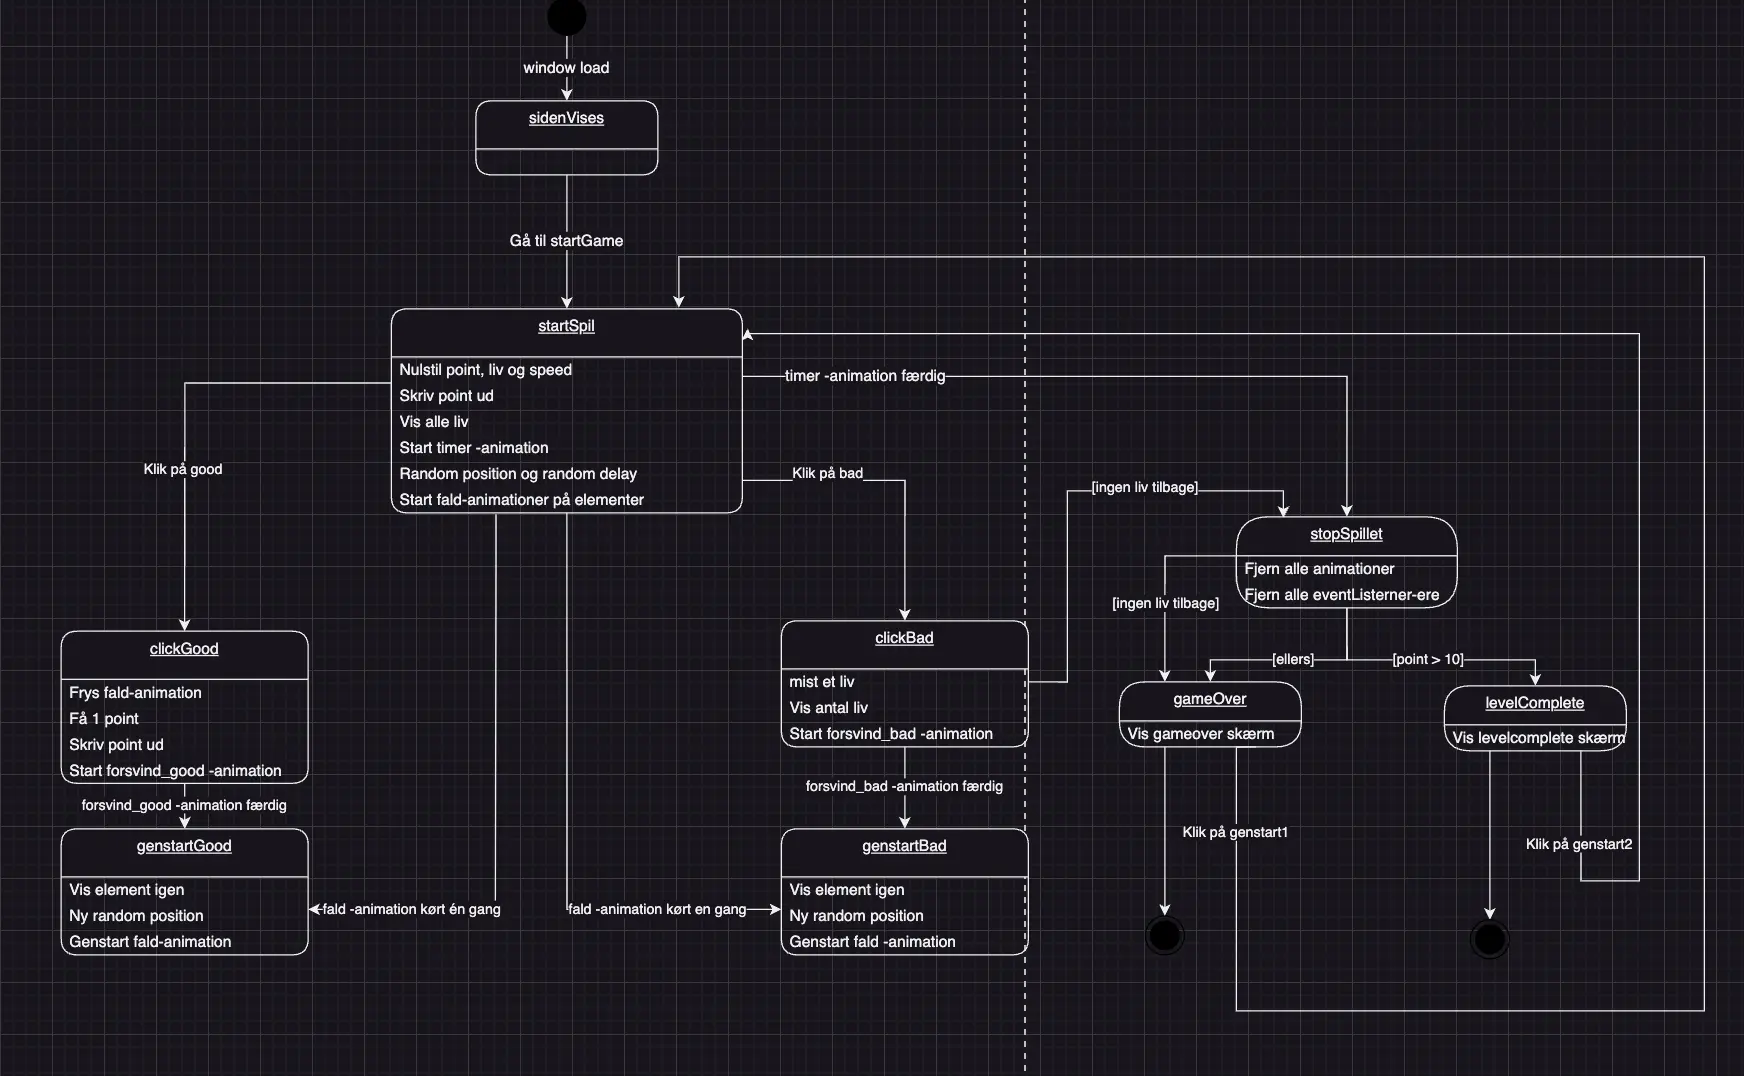 window load
sidenVises
Gå til startGame
startSpil
Nulstil point, liv og speed
Skriv point ud
Vis alle liv
Start timer -animation
Random position og random delay
Start fald-animationer på elementer
timer -animation færdig
Klik på good
Klik på bad
[ingen liv tilbage]
stopSpillet
Fjern alle animationer
Fjern alle eventListerner-ere
[ingen liv tilbage]
[ellers]
[point > 10]
clickGood
Frys fald-animation
Få 1 point
Skriv point ud
Start forsvind_good -animation
clickBad
mist et liv
Vis antal liv
Start forsvind_bad -animation
gameOver
Vis gameover skærm
levelComplete
Vis levelcomplete skærm
forsvind_good -animation færdig
forsvind_bad -animation færdig
Klik på genstart1
Klik på genstart2
genstartGood
Vis element igen
Ny random position
Genstart fald-animation
fald -animation kørt én gang
fald -animation kørt en gang
genstartBad
Vis element igen
Ny random position
Genstart fald -animation